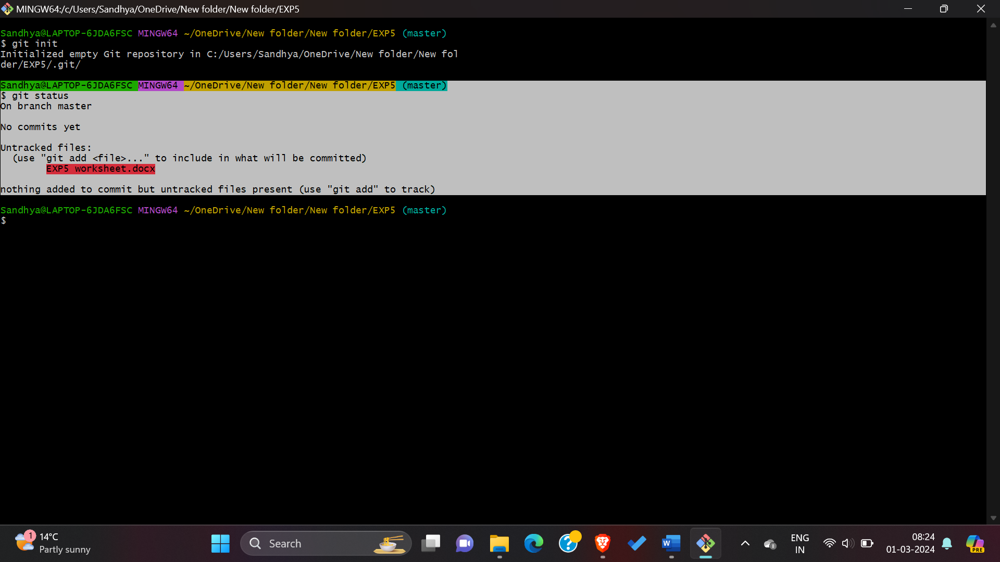 MINGW64:/c/Users/Sandhya/OneDrive/New folder/New folder/EXP5
Sandhya@LAPTOP-6JDA6FSC MINGW64 ~/OneDrive/New folder/New folder/EXP5 (master)
$ git init
Initialized empty Git repository in C:/Users/Sandhya/OneDrive/New folder/New fol
der/EXP5/.git/
Sandhya@LAPTOP-6JDA6FSC MINGW64 ~/OneDrive/New folder/New folder/EXP5 (master)
$ git status
On branch master
No commits yet
Untracked files:
  (use "git add <file>..." to include in what will be committed)
        EXP5 worksheet.docx
nothing added to commit but untracked files present (use "git add" to track)
Sandhya@LAPTOP-6JDA6FSC MINGW64 ~/OneDrive/New folder/New folder/EXP5 (master)
$
1
14°C
Partly sunny
Search
W
ENG
IN
08:24
01-03-2024
PRE